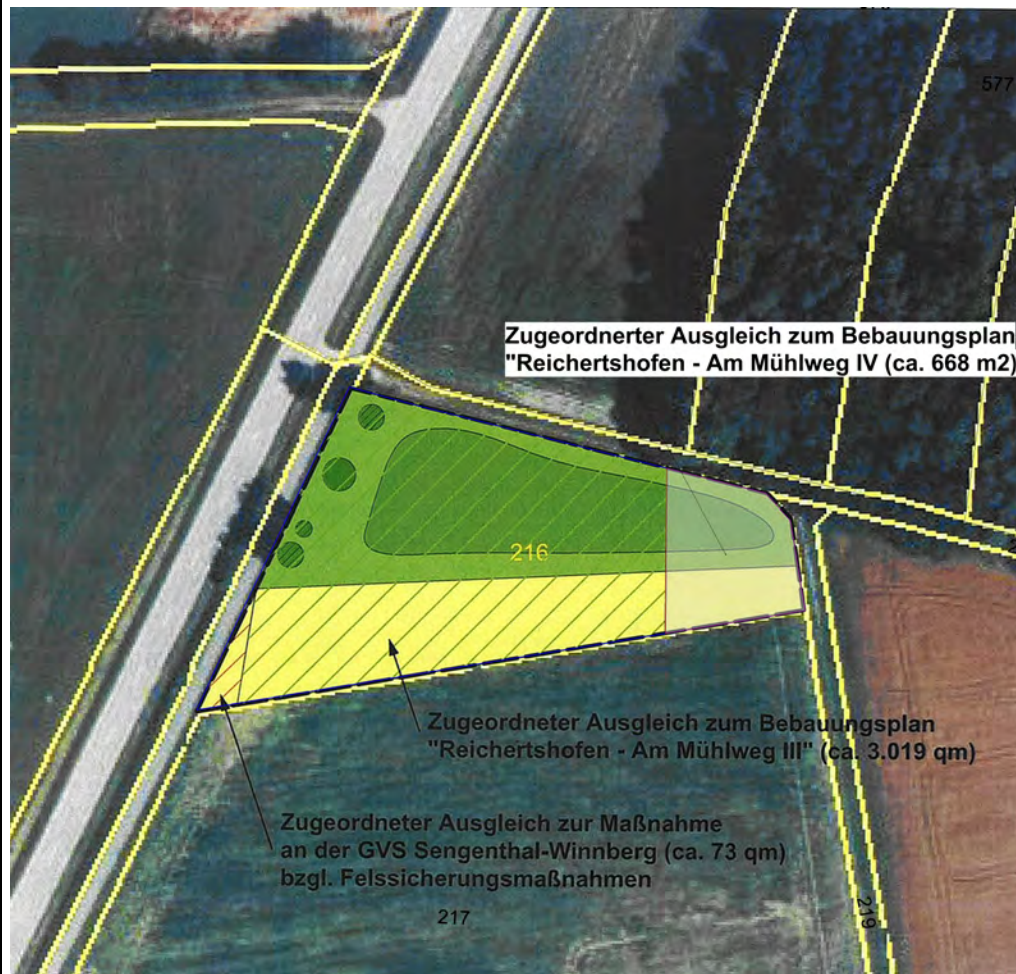 577
Zugeordnerter Ausgleich zum Bebauungsplan
"Reichertshofen - Am Mühlweg IV (ca. 668 m2)
216
Zugeordneter Ausgleich zum Bebauungsplan
"Reichertshofen - Am Mühlweg III" (ca. 3.019 qm)
Zugeordneter Ausgleich zur Maßnahme
an der GVS Sengenthal-Winnberg (ca. 73 qm)
bzgl. Felssicherungsmaßnahmen
217
219